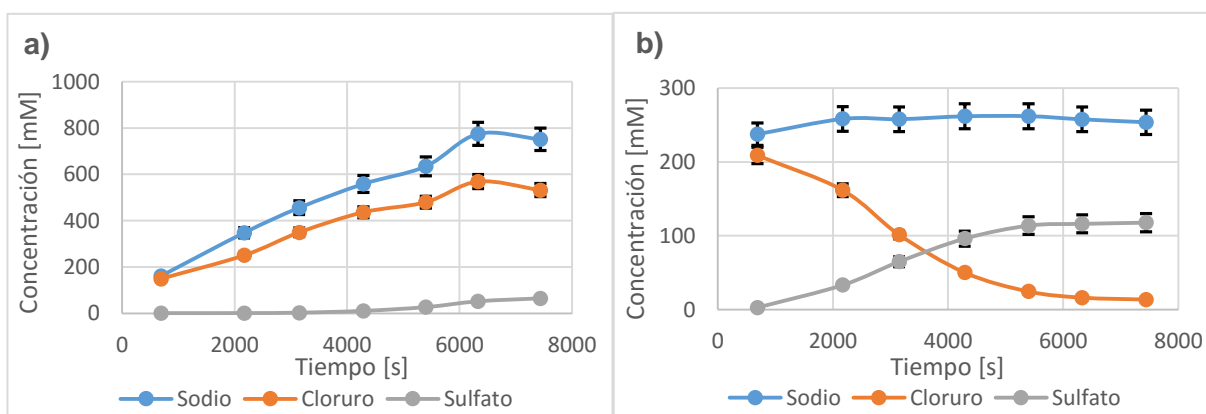 a)
Concentración [mM]
1000
800
600
400
200
0
0 2000 4000 6000 8000
Tiempo [s]
Sodio Cloruro Sulfato
b)
Concentración [mM]
300
200
100
0
0 2000 4000 6000 8000
Tiempo [s]
Sodio Cloruro Sulfato